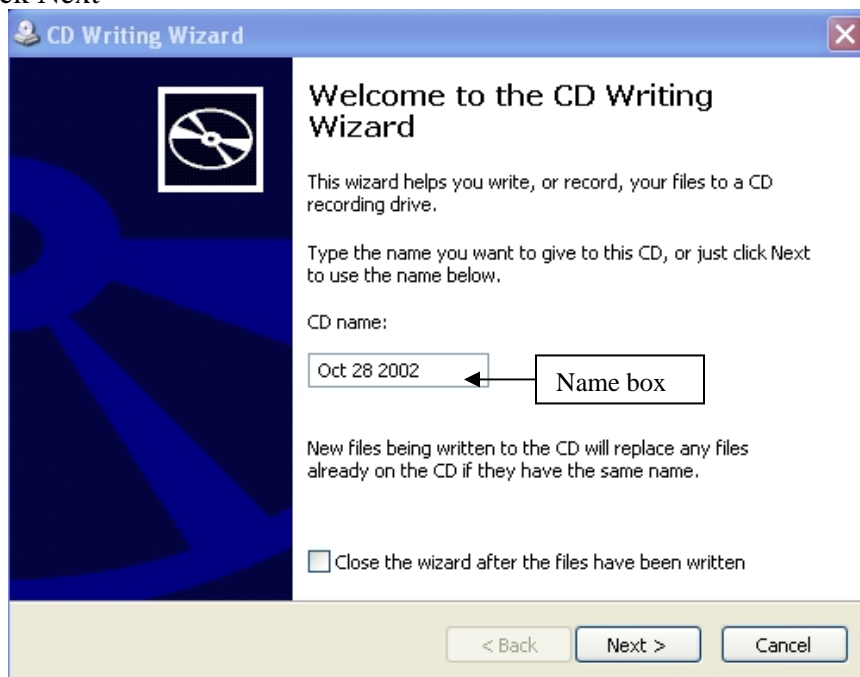 ck Next
CD Writing Wizard
Welcome to the CD Writing
Wizard
This wizard helps you write, or record, your files to a CD
recording drive.
Type the name you want to give to this CD, or just click Next
to use the name below.
CD name:
Oct 28 2002
Name box
New files being written to the CD will replace any files
already on the CD if they have the same name.
Close the wizard after the files have been written
< Back Next > Cancel